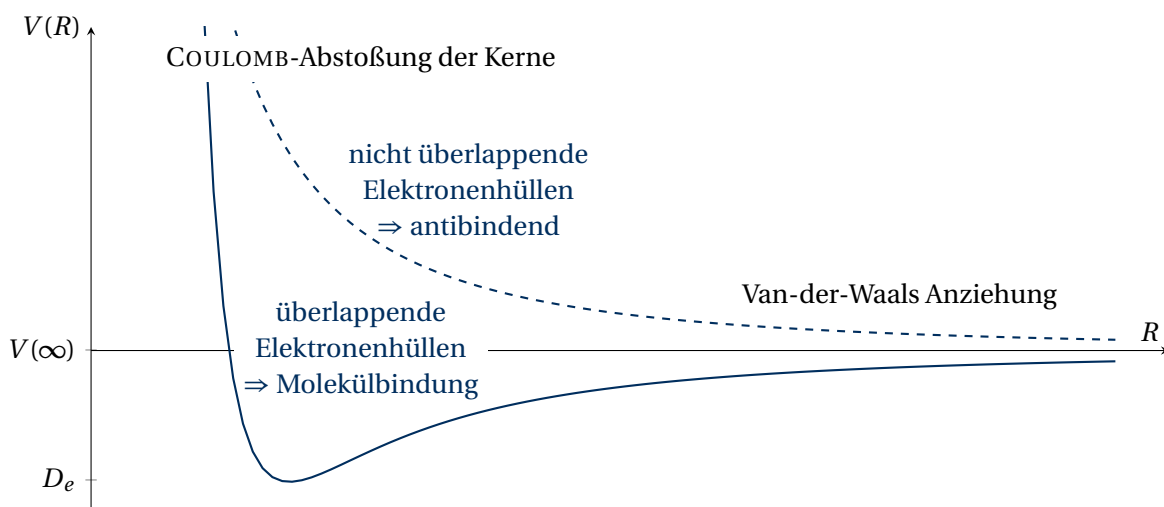 V(R)
COULOMB-Abstoßung der Kerne
nicht überlappende
Elektronenhüllen
⇒ antibindend
Van-der-Waals Anziehung
überlappende
Elektronenhüllen
⇒ Molekülbindung
V(∞)
R
D_e